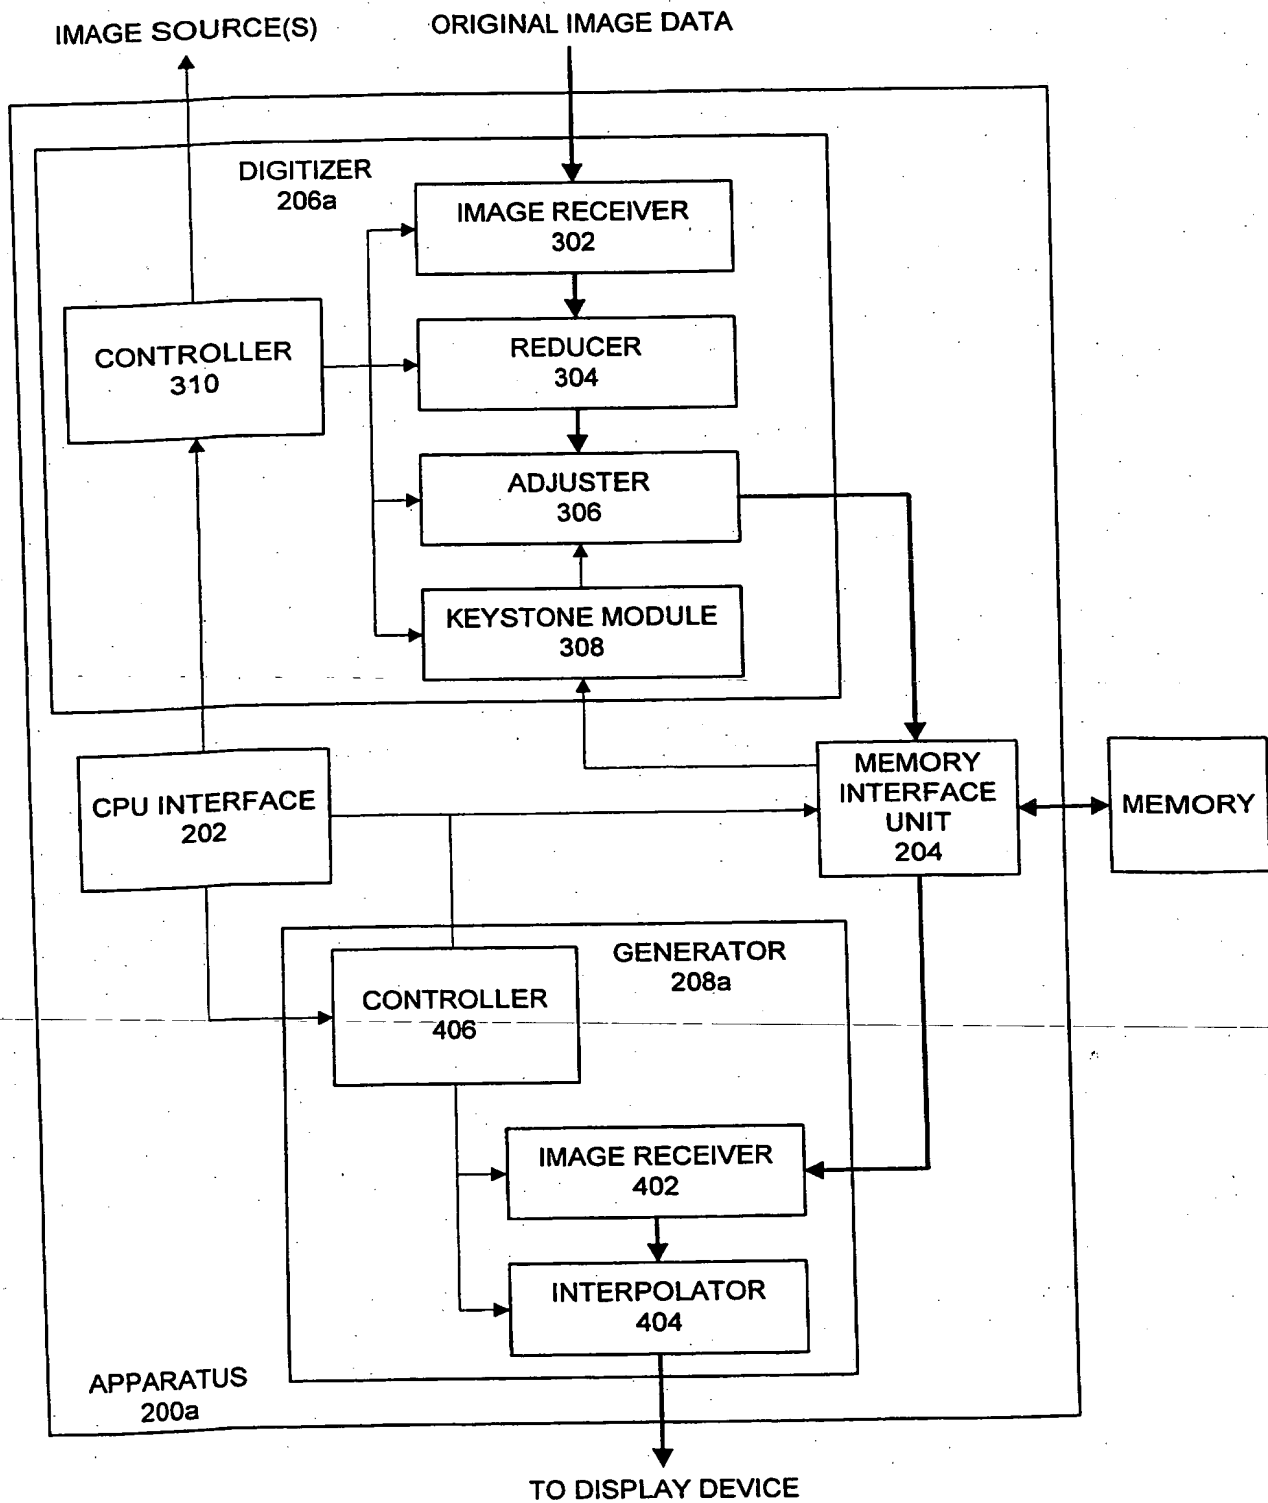 IMAGE SOURCE(S)
ORIGINAL IMAGE DATA
DIGITIZER
206a
IMAGE RECEIVER
302
CONTROLLER
310
REDUCER
304
ADJUSTER
306
KEYSTONE MODULE
308
CPU INTERFACE
202
MEMORY
INTERFACE
UNIT
204
MEMORY
GENERATOR
208a
CONTROLLER
406
IMAGE RECEIVER
402
INTERPOLATOR
404
APPARATUS
200a
TO DISPLAY DEVICE